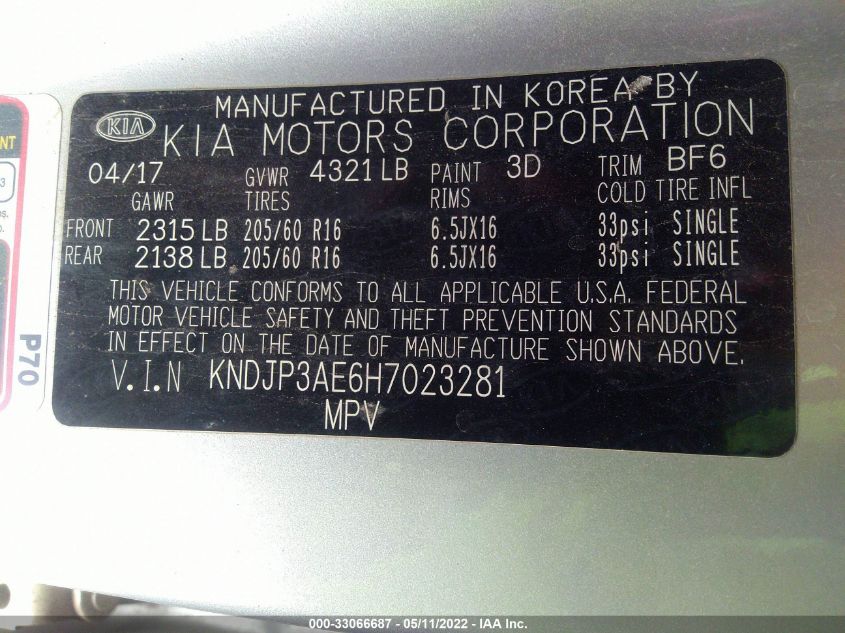 MANUFACTURED IN KOREA BY
KIA KIA MOTORS CORPORATION
04/17 GVWR 4321 LB PAINT 3D TRIM BF6
GAWR TIRES RIMS COLD TIRE INFL
FRONT 2315 LB 205/60 R16 6.5JX16 33psi SINGLE
REAR 2138 LB 205/60 R16 6.5JX16 33psi SINGLE
THIS VEHICLE CONFORMS TO ALL APPLICABLE U.S.A. FEDERAL
MOTOR VEHICLE SAFETY AND THEFT PREVENTION STANDARDS
IN EFFECT ON THE DATE OF MANUFACTURE SHOWN ABOVE.
V.I.N KNDJP3AE6H7023281
MPV
P70
000-33066687 - 05/11/2022 - IAA Inc.